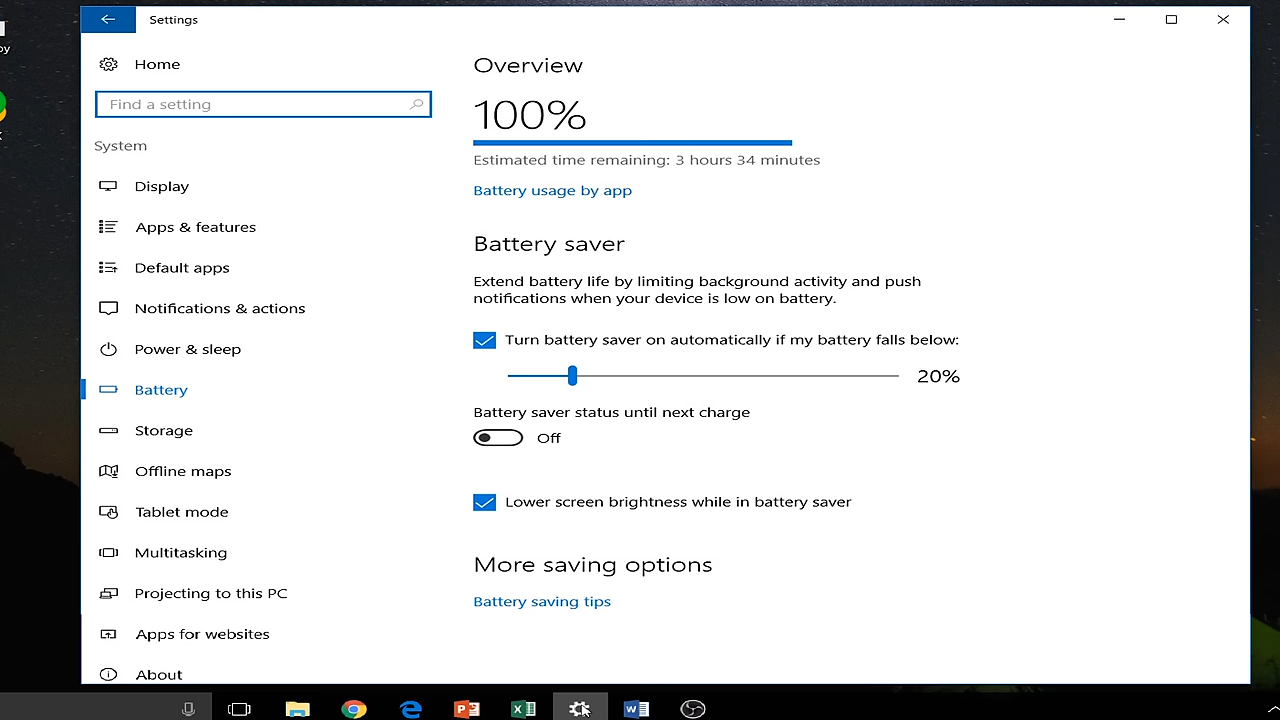 Settings
Home
Find a setting
System
Display
Apps & features
Default apps
Notifications & actions
Power & sleep
Battery
Storage
Offline maps
Tablet mode
Multitasking
Projecting to this PC
Apps for websites
About
Overview
100%
Estimated time remaining: 3 hours 34 minutes
Battery usage by app
Battery saver
Extend battery life by limiting background activity and push
notifications when your device is low on battery.
Turn battery saver on automatically if my battery falls below:
20%
Battery saver status until next charge
Off
Lower screen brightness while in battery saver
More saving options
Battery saving tips